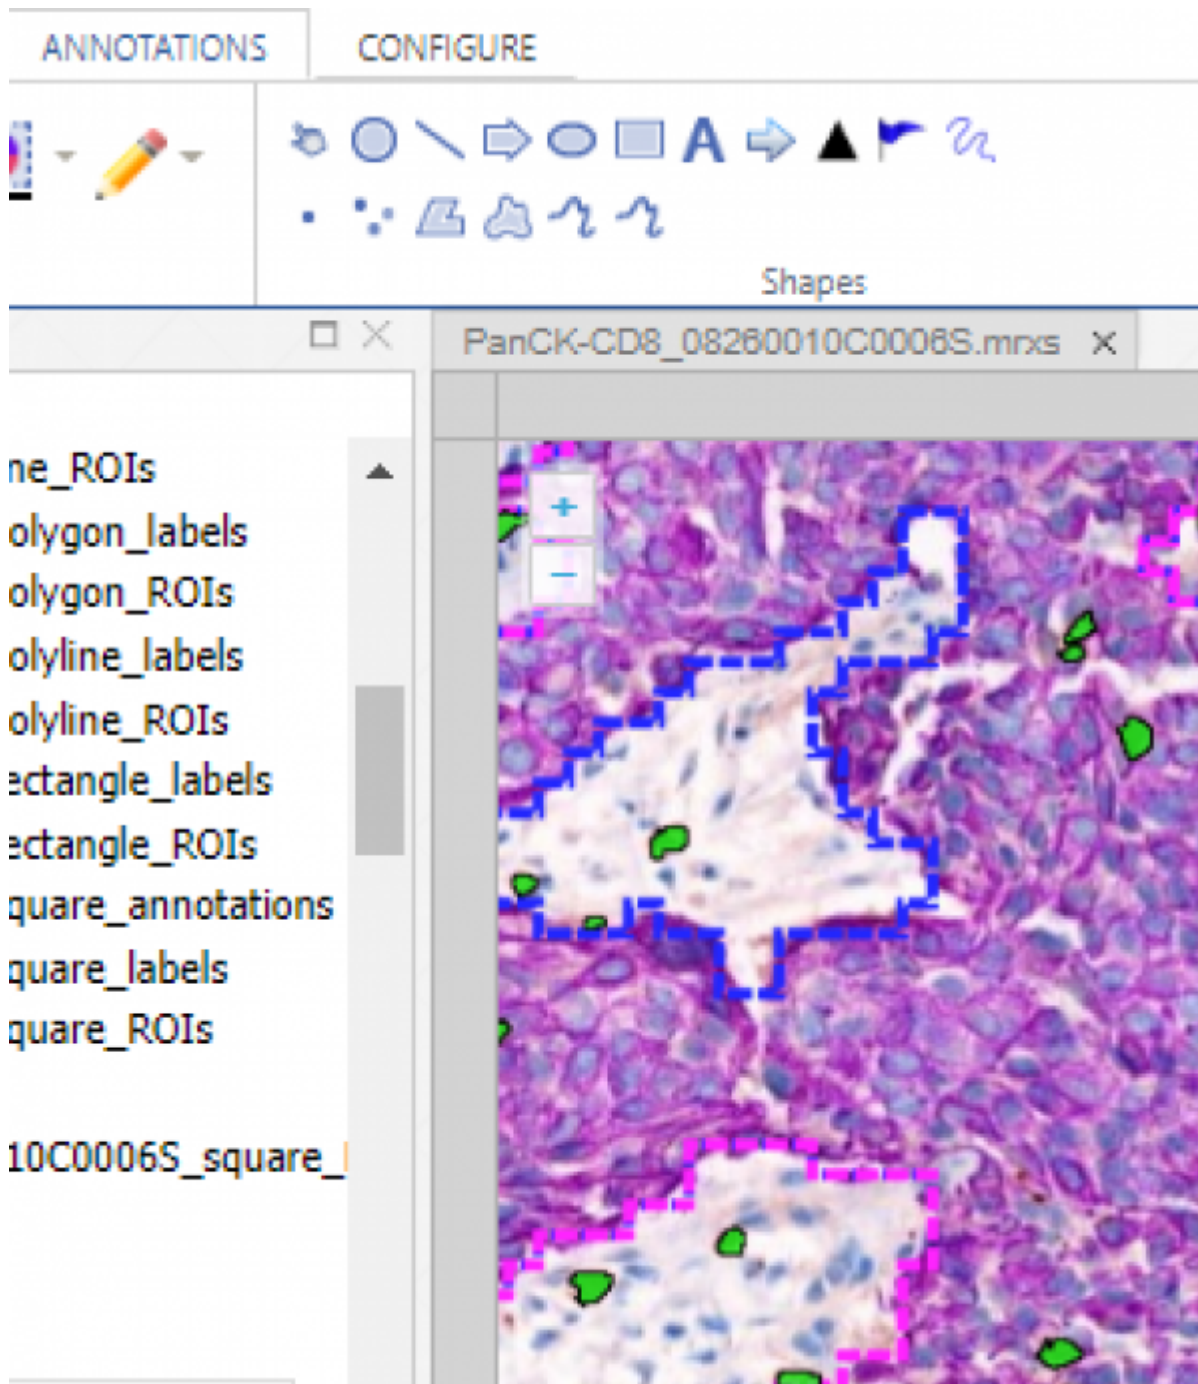 ANNOTATIONS CONFIGURE
A
Shapes
PanCK-CD8_08260010C0006S.mrxs
ne_ROIs
olygon_labels
olygon_ROIs
olyline_labels
olyline_ROIs
ectangle_labels
ectangle_ROIs
quare_annotations
quare_labels
quare_ROIs
10C0006S_square_